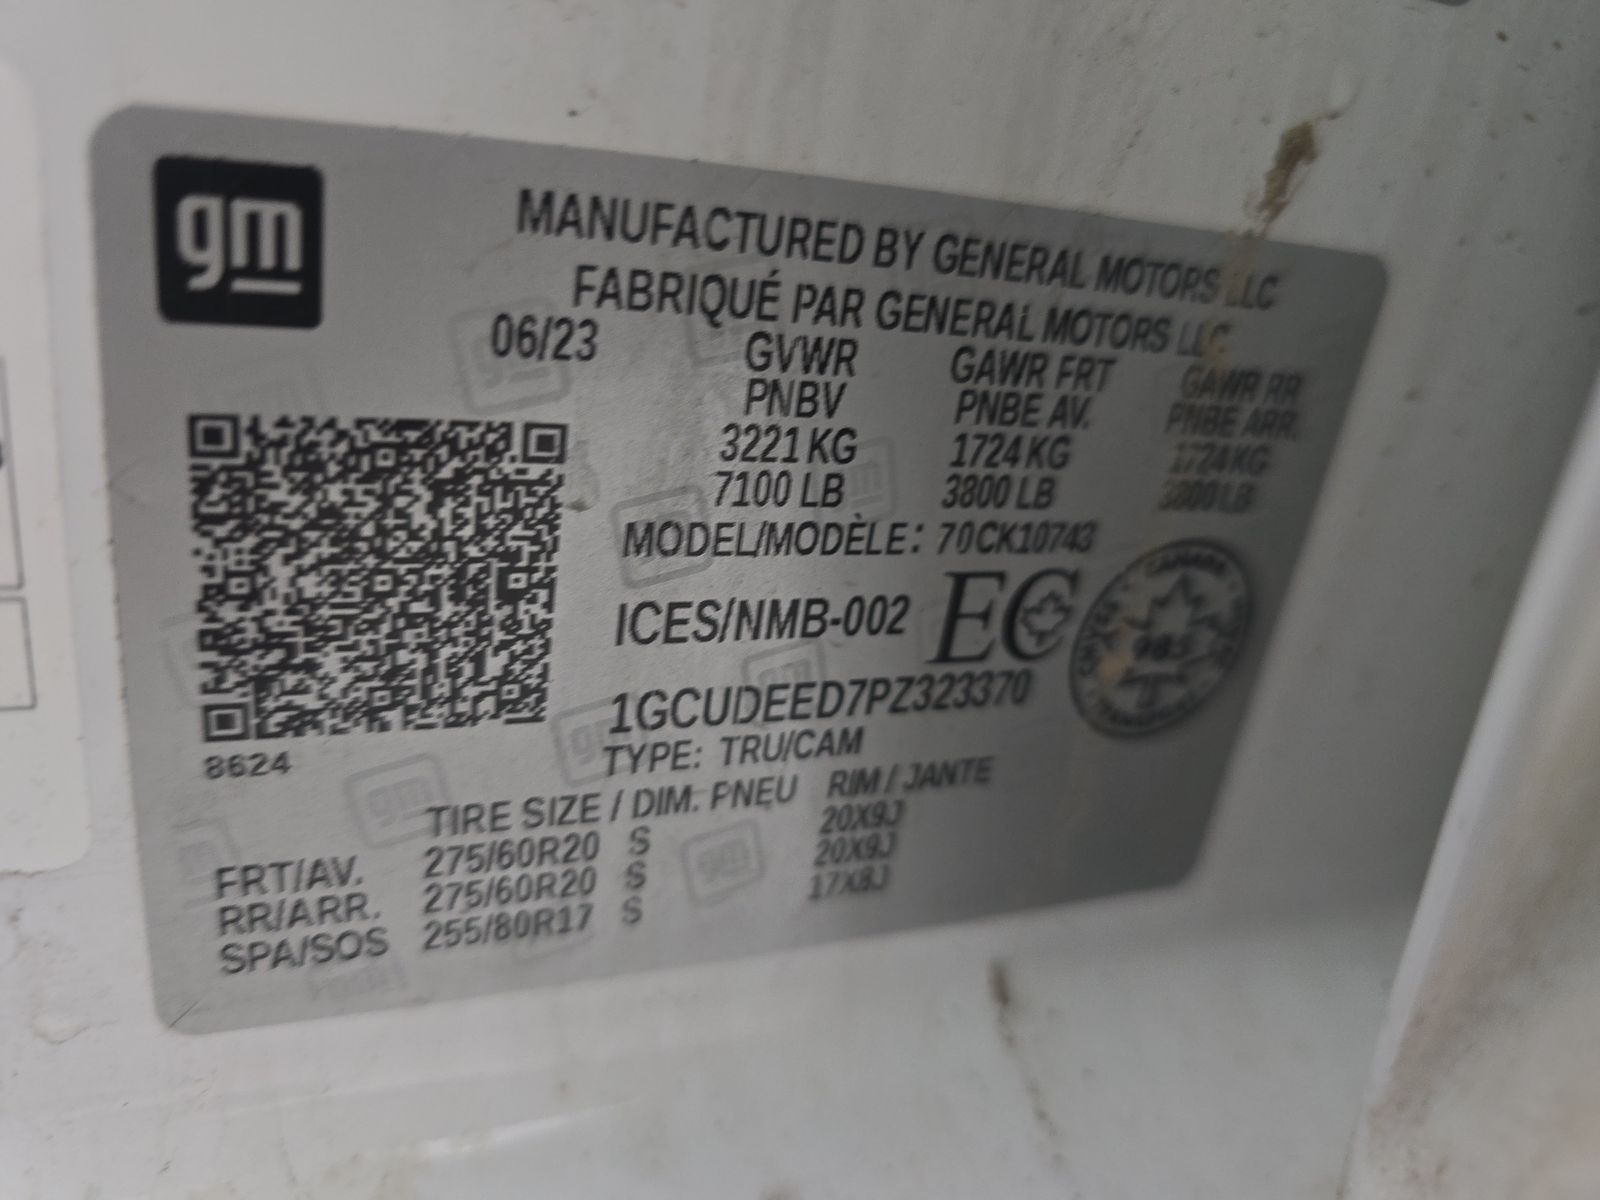 gm
MANUFACTURED BY GENERAL MOTORS LLC
FABRIQUÉ PAR GENERAL MOTORS LLC
06/23 GVWR GAWR FRT GAWR RR
PNBV PNBE AV. PNBE ARR.
3221 KG 1724 KG 1724 KG
7100 LB 3800 LB 3800 LB
MODEL/MODÈLE: 70CK10743
ICES/NMB-002 EC
CANADA
985
1GCUDEED7PZ323370
8624 TYPE: TRU/CAM
TIRE SIZE / DIM. PNEU RIM / JANTE
FRT/AV. 275/60R20 S 20X9J
RR/ARR. 275/60R20 S 20X9J
SPA/SOS 255/80R17 S 17X8J